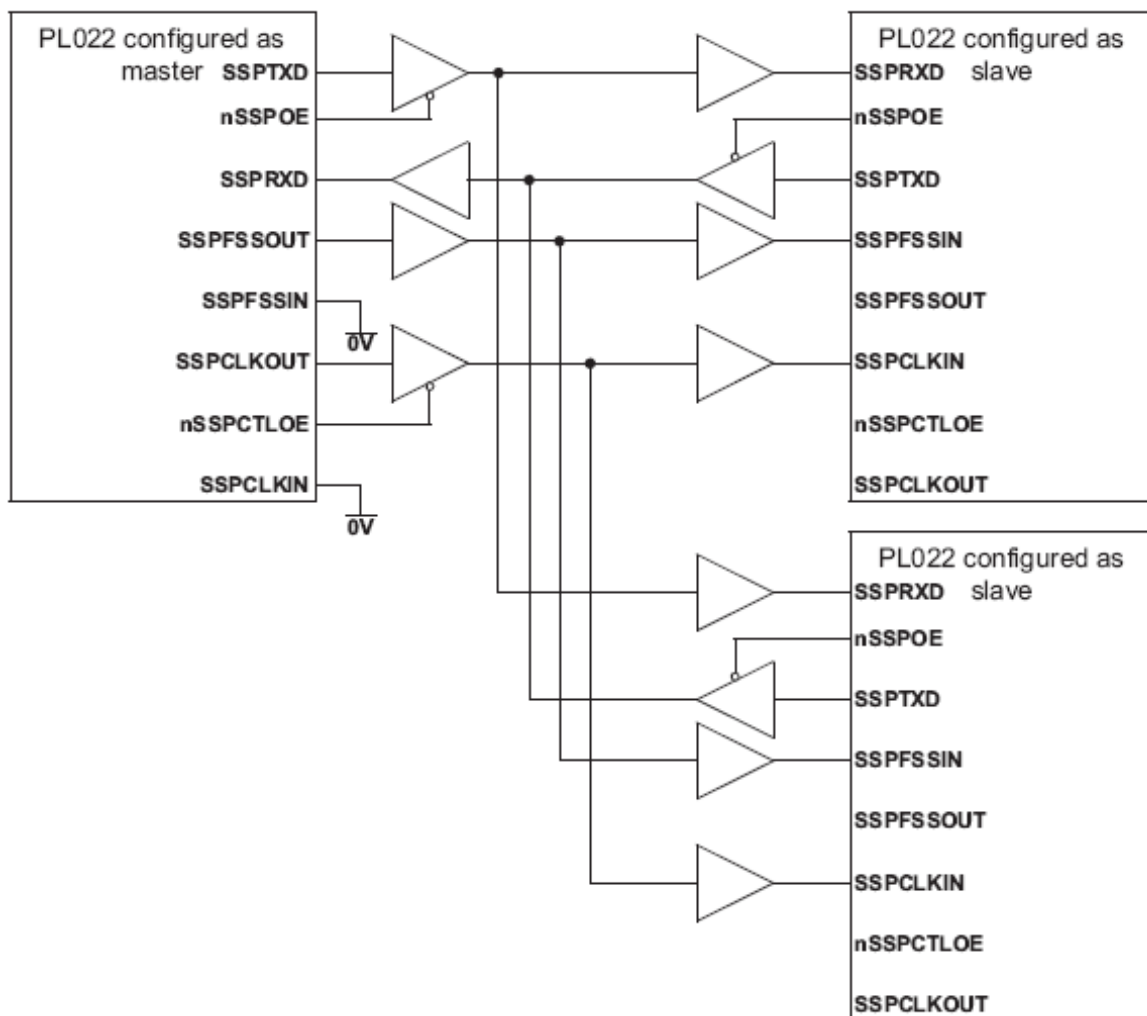 PL022 configured as
master SSPTXD
nSSPOE
SSPRXD
SSPFSSOUT
SSPFSSIN
0V
SSPCLKOUT
nSSPCTLOE
SSPCLKIN
0V
PL022 configured as
SSPRXD slave
nSSPOE
SSPTXD
SSPFSSIN
SSPFSSOUT
SSPCLKIN
nSSPCTLOE
SSPCLKOUT
PL022 configured as
SSPRXD slave
nSSPOE
SSPTXD
SSPFSSIN
SSPFSSOUT
SSPCLKIN
nSSPCTLOE
SSPCLKOUT